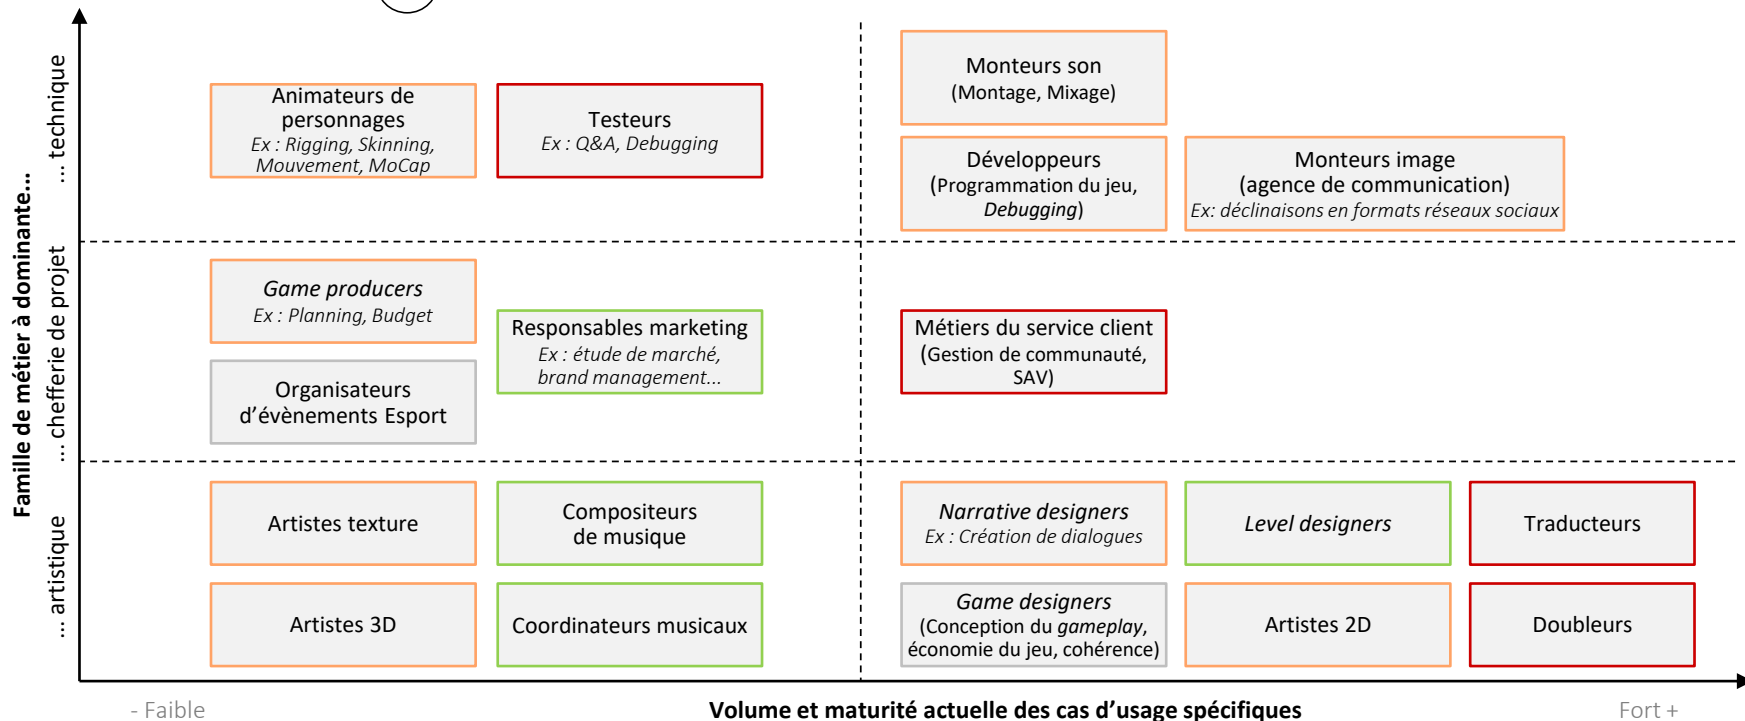 Famille de métier à dominante...
... technique
Animateurs de
personnages
Ex : Rigging, Skinning,
Mouvement, MoCap
Testeurs
Ex : Q&A, Debugging
Monteurs son
(Montage, Mixage)
Développeurs
(Programmation du jeu,
Debugging)
Monteurs image
(agence de communication)
Ex: déclinaisons en formats réseaux sociaux
... chefferie de projet
Game producers
Ex : Planning, Budget
Organisateurs
d’évènements Esport
Responsables marketing
Ex : étude de marché,
brand management...
Métiers du service client
(Gestion de communauté,
SAV)
... artistique
Artistes texture
Compositeurs
de musique
Narrative designers
Ex : Création de dialogues
Level designers
Traducteurs
Artistes 3D
Coordinateurs musicaux
Game designers
(Conception du gameplay,
économie du jeu, cohérence)
Artistes 2D
Doubleurs
- Faible
Volume et maturité actuelle des cas d’usage spécifiques
Fort +